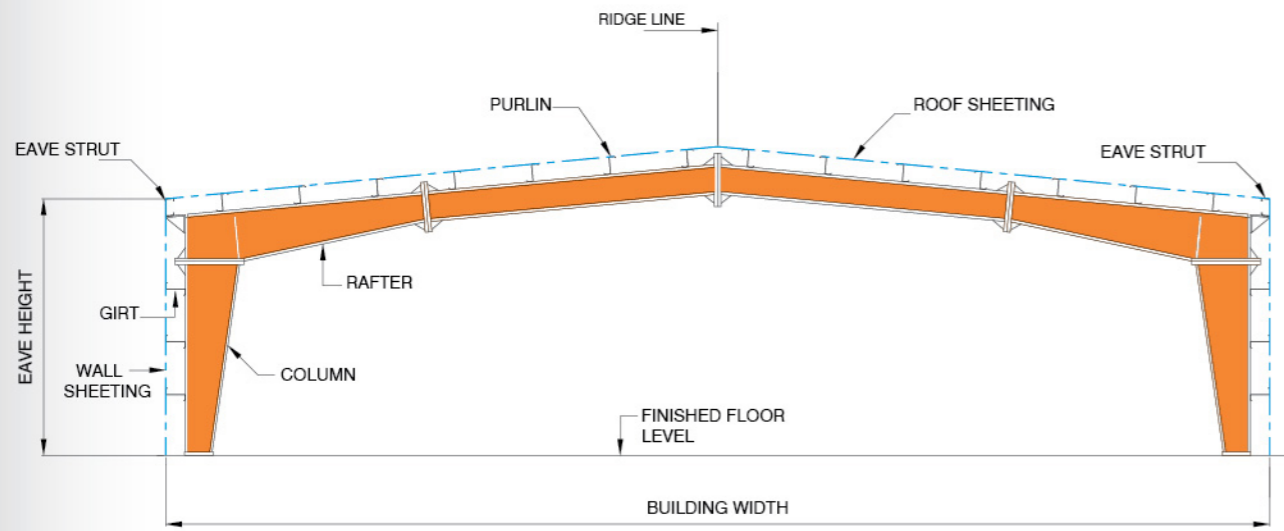 RIDGE LINE
PURLIN
ROOF SHEETING
EAVE STRUT
EAVE STRUT
EAVE HEIGHT
RAFTER
GIRT
WALL
SHEETING
COLUMN
FINISHED FLOOR
LEVEL
BUILDING WIDTH